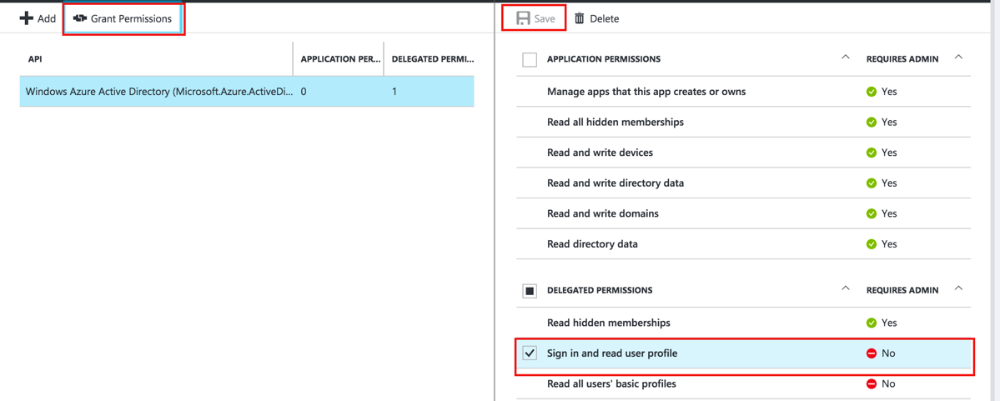 Add Grant Permissions
API APPLICATION PER... DELEGATED PERMI...
Windows Azure Active Directory (Microsoft.Azure.ActiveDi... 0 1
Save Delete
APPLICATION PERMISSIONS REQUIRES ADMIN
Manage apps that this app creates or owns Yes
Read all hidden memberships Yes
Read and write devices Yes
Read and write directory data Yes
Read and write domains Yes
Read directory data Yes
DELEGATED PERMISSIONS REQUIRES ADMIN
Read hidden memberships Yes
Sign in and read user profile No
Read all users' basic profiles No